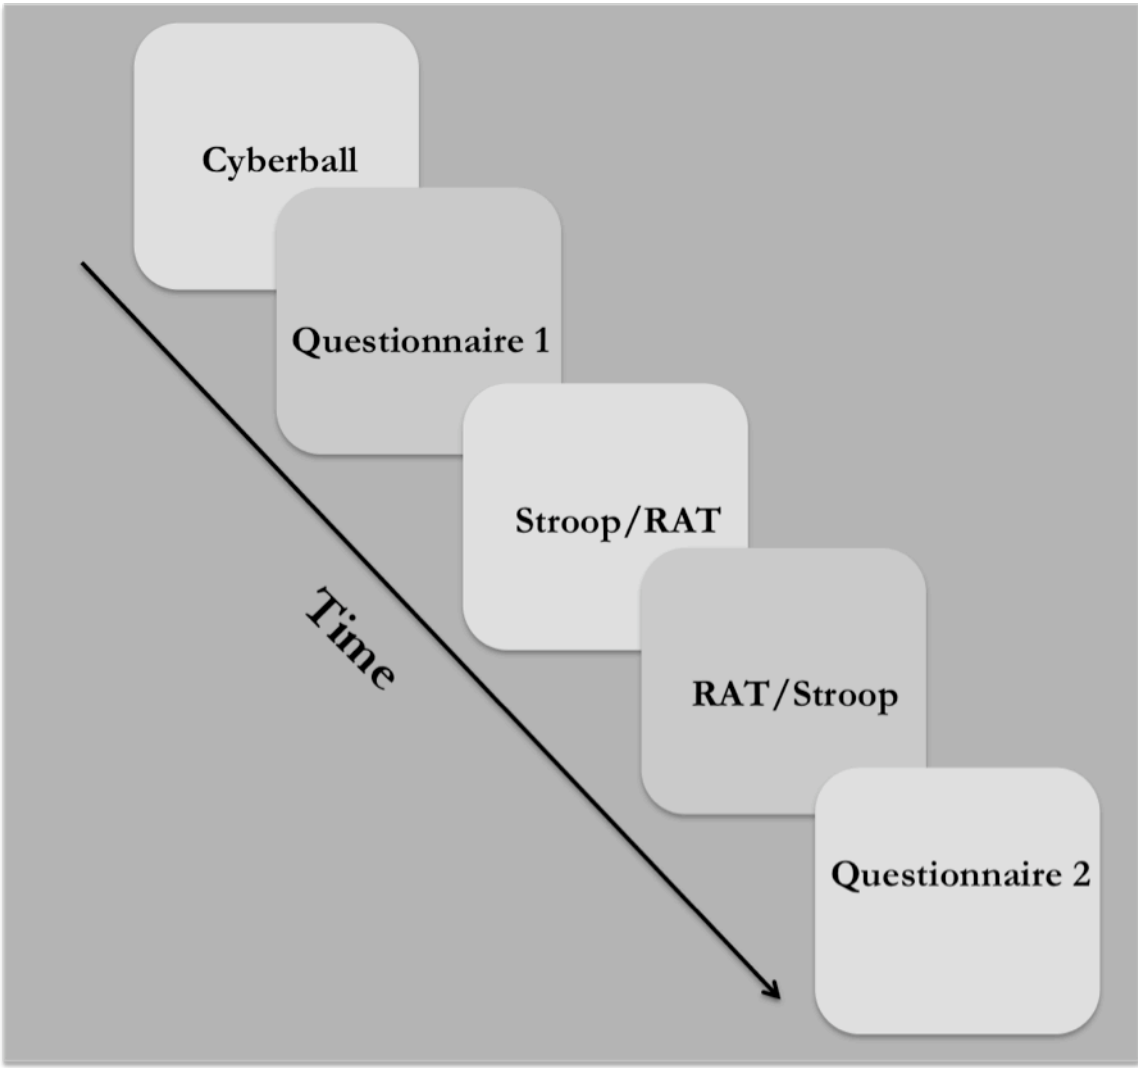 Cyberball
Questionnaire 1
Stroop/RAT
Time
RAT/Stroop
Questionnaire 2